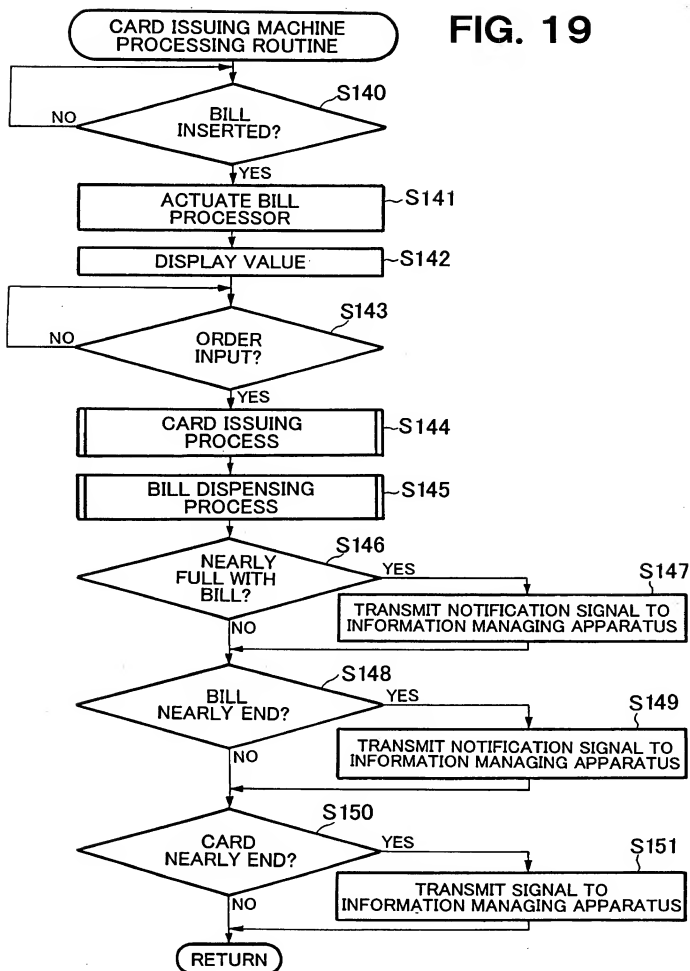 CARD ISSUING MACHINE
PROCESSING ROUTINE
FIG. 19
S140
BILL
INSERTED?
NO
YES
ACTUATE BILL
PROCESSOR
S141
DISPLAY VALUE
S142
S143
NO
ORDER
INPUT?
YES
CARD ISSUING
PROCESS
S144
BILL DISPENSING
PROCESS
S145
S146
NEARLY
FULL WITH
BILL?
YES
S147
TRANSMIT NOTIFICATION SIGNAL TO
INFORMATION MANAGING APPARATUS
NO
S148
BILL
NEARLY END?
YES
S149
TRANSMIT NOTIFICATION SIGNAL TO
INFORMATION MANAGING APPARATUS
NO
S150
CARD
NEARLY END?
YES
S151
TRANSMIT SIGNAL TO
INFORMATION MANAGING APPARATUS
NO
RETURN